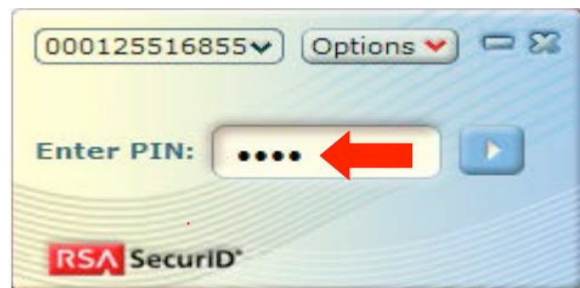 000125516855 Options
Enter PIN: ••••
RSA SecurID®